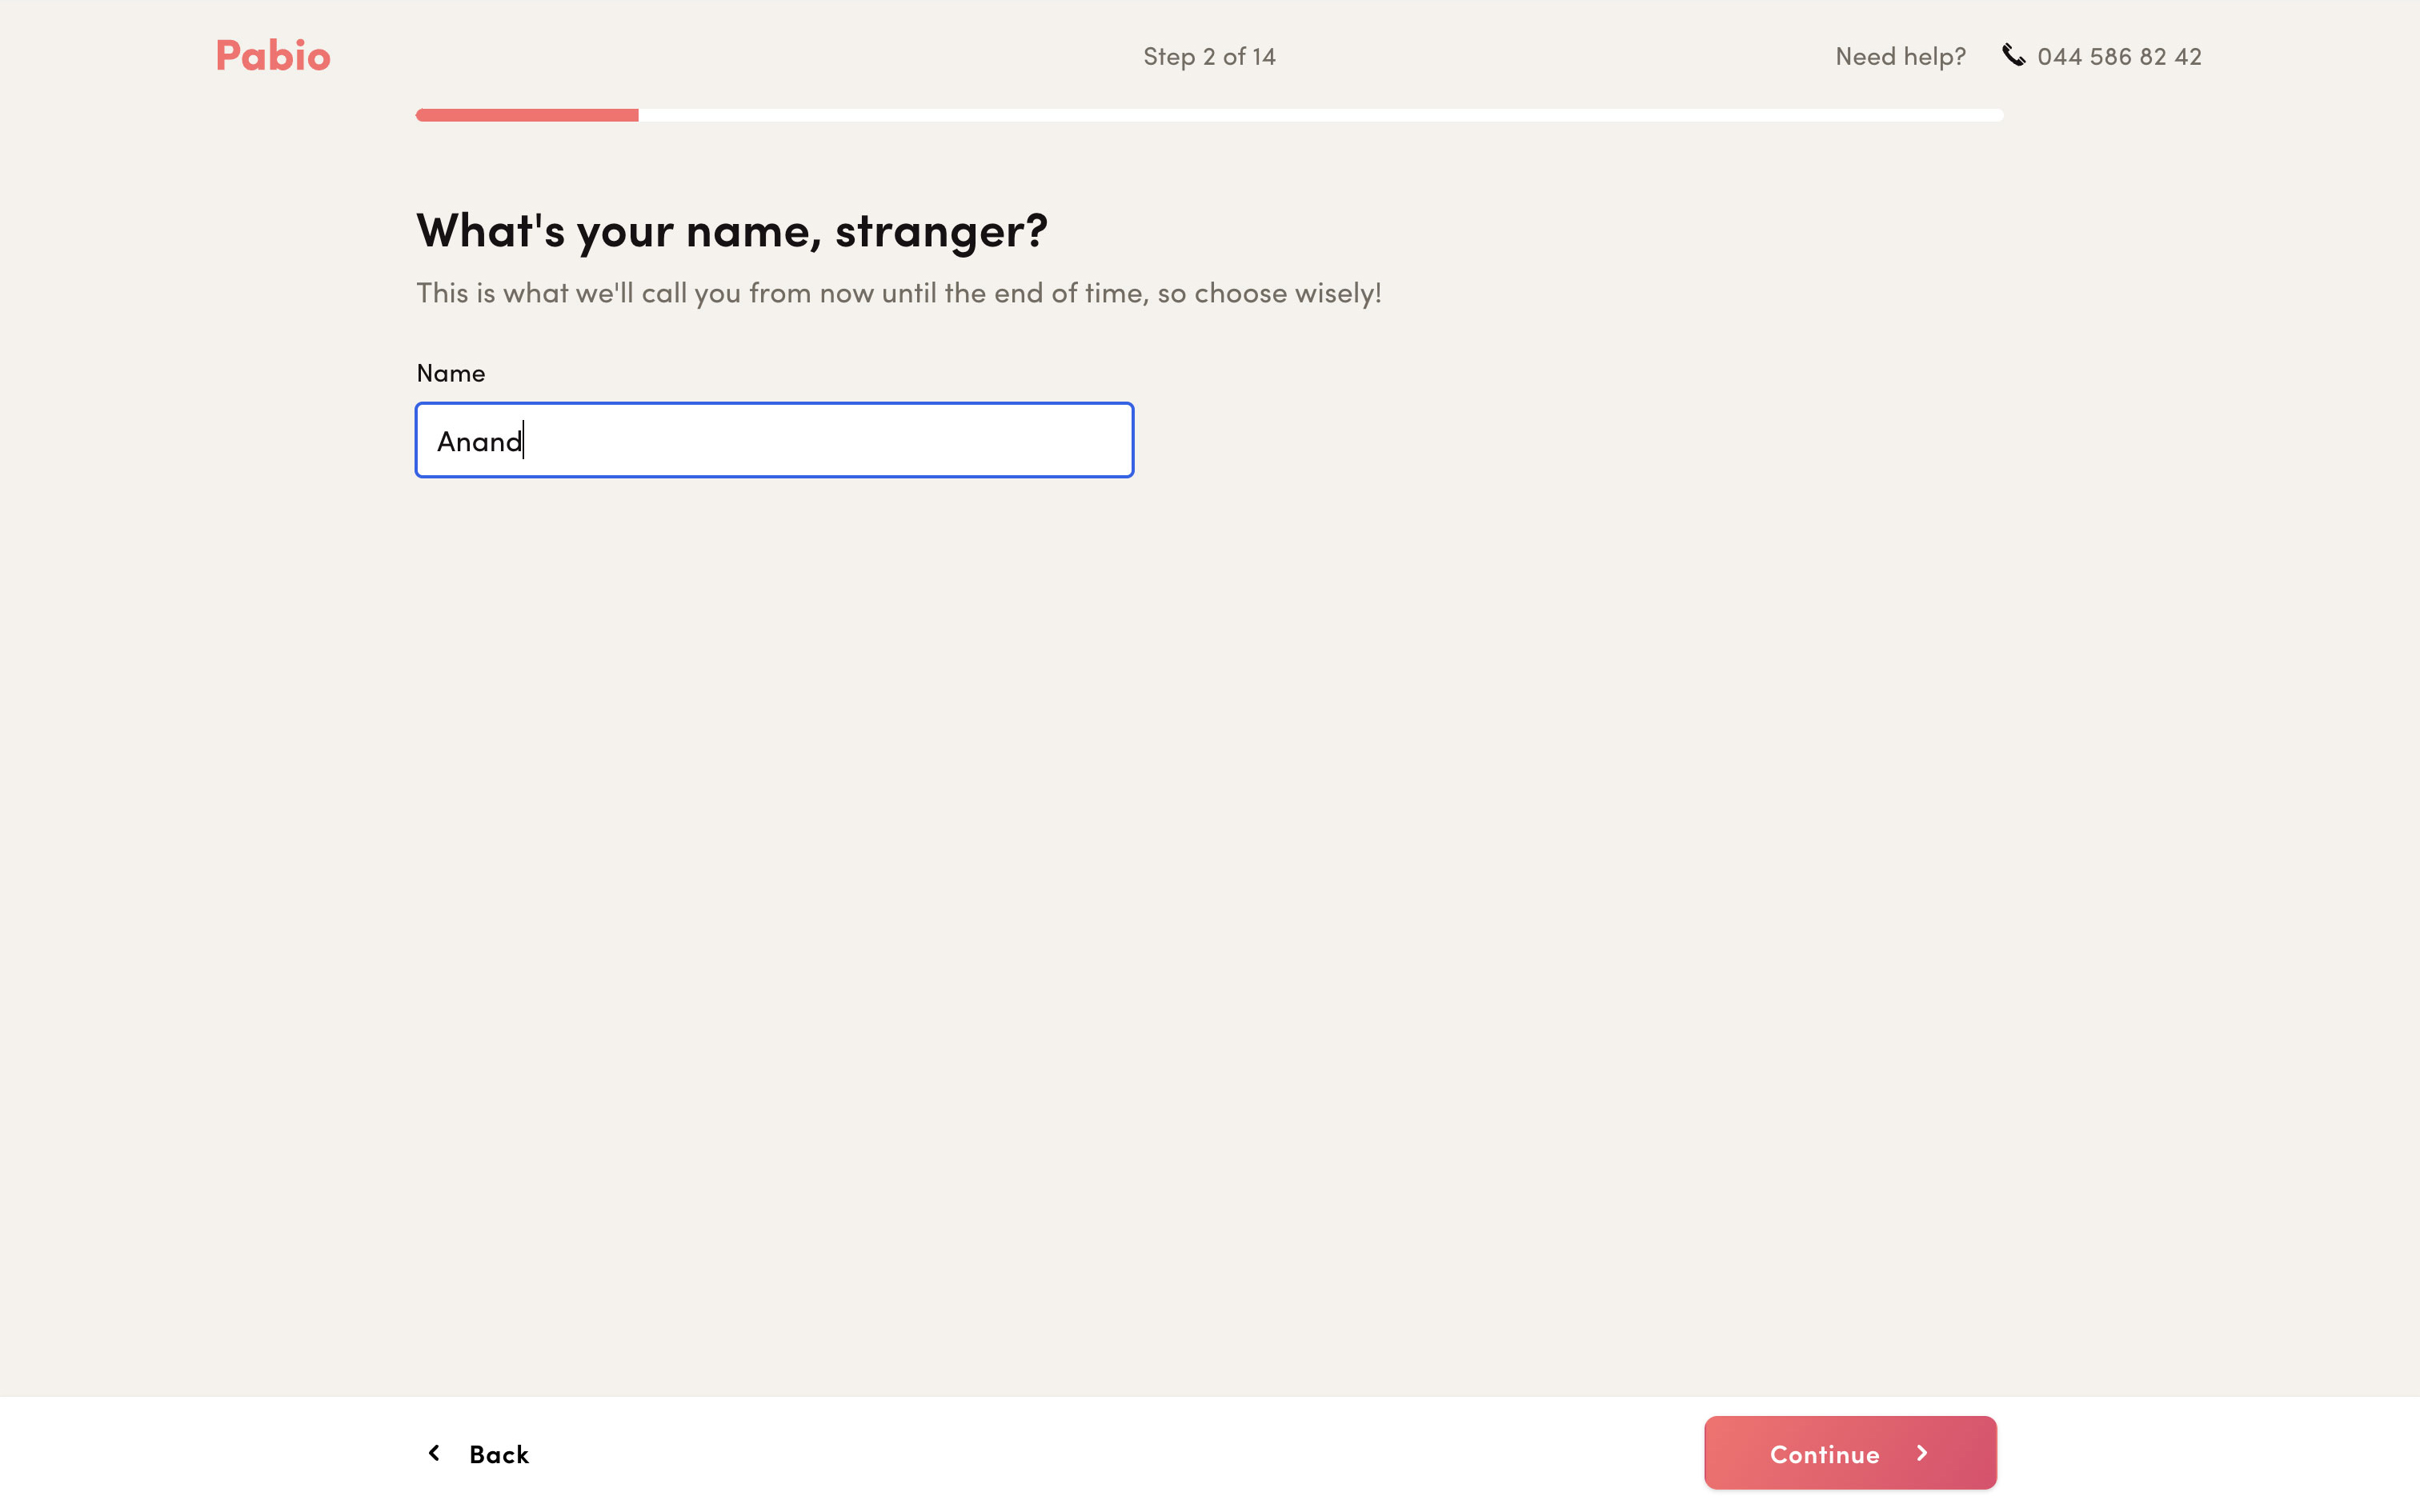 Pabio
Step 2 of 14
Need help? 044 586 82 42
What's your name, stranger?
This is what we'll call you from now until the end of time, so choose wisely!
Name
Anand
Back
Continue